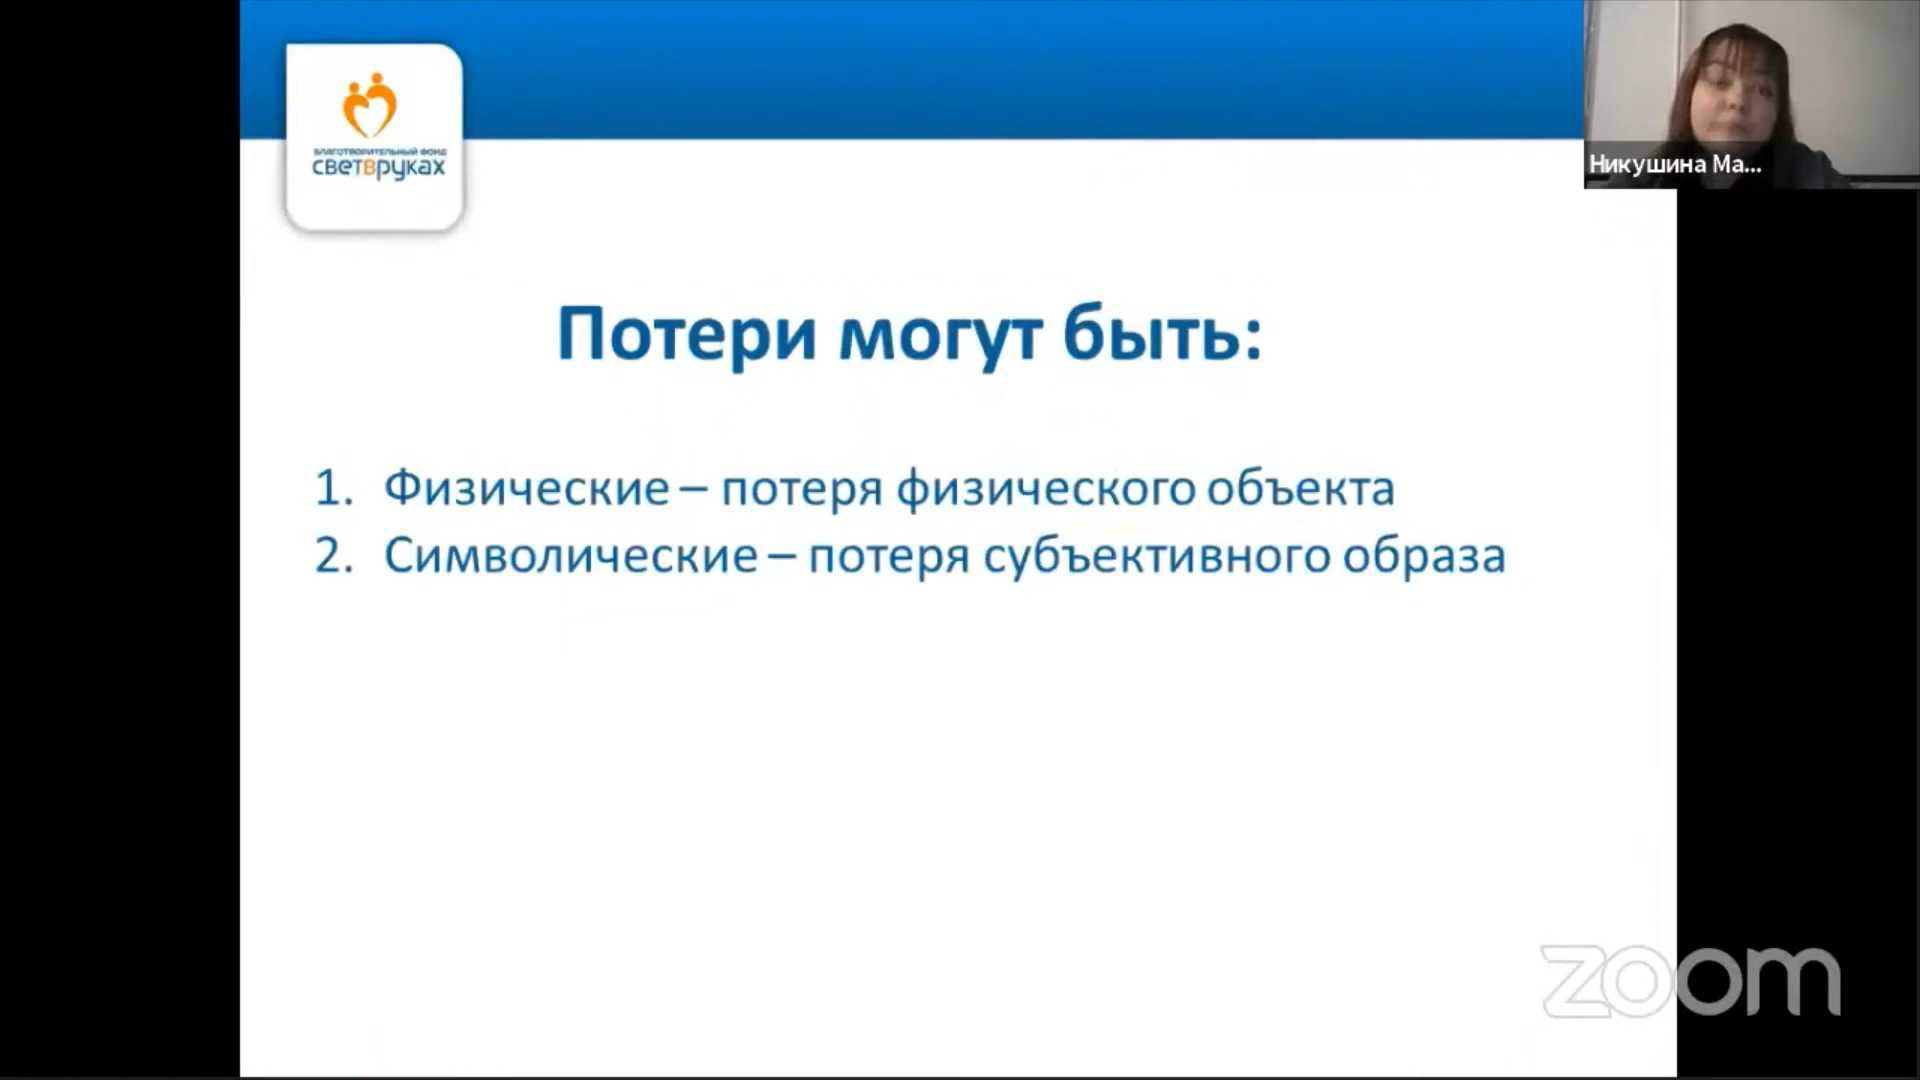 БЛАГОТВОРИТЕЛЬНЫЙ ФОНД
светвруках
Никушина Ма...
Потери могут быть:
1. Физические – потеря физического объекта
2. Символические – потеря субъективного образа
zoom